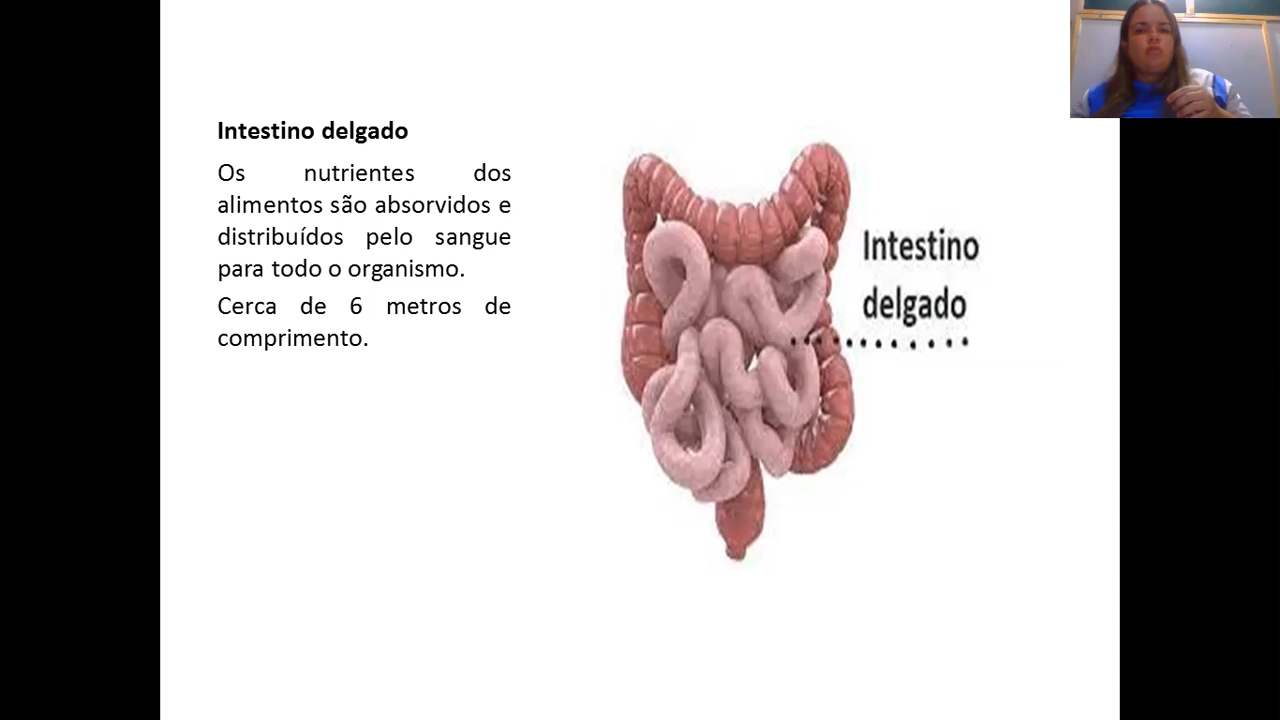 Intestino delgado
Os nutrientes dos
alimentos são absorvidos e
distribuídos pelo sangue
para todo o organismo.
Cerca de 6 metros de
comprimento.
Intestino
delgado